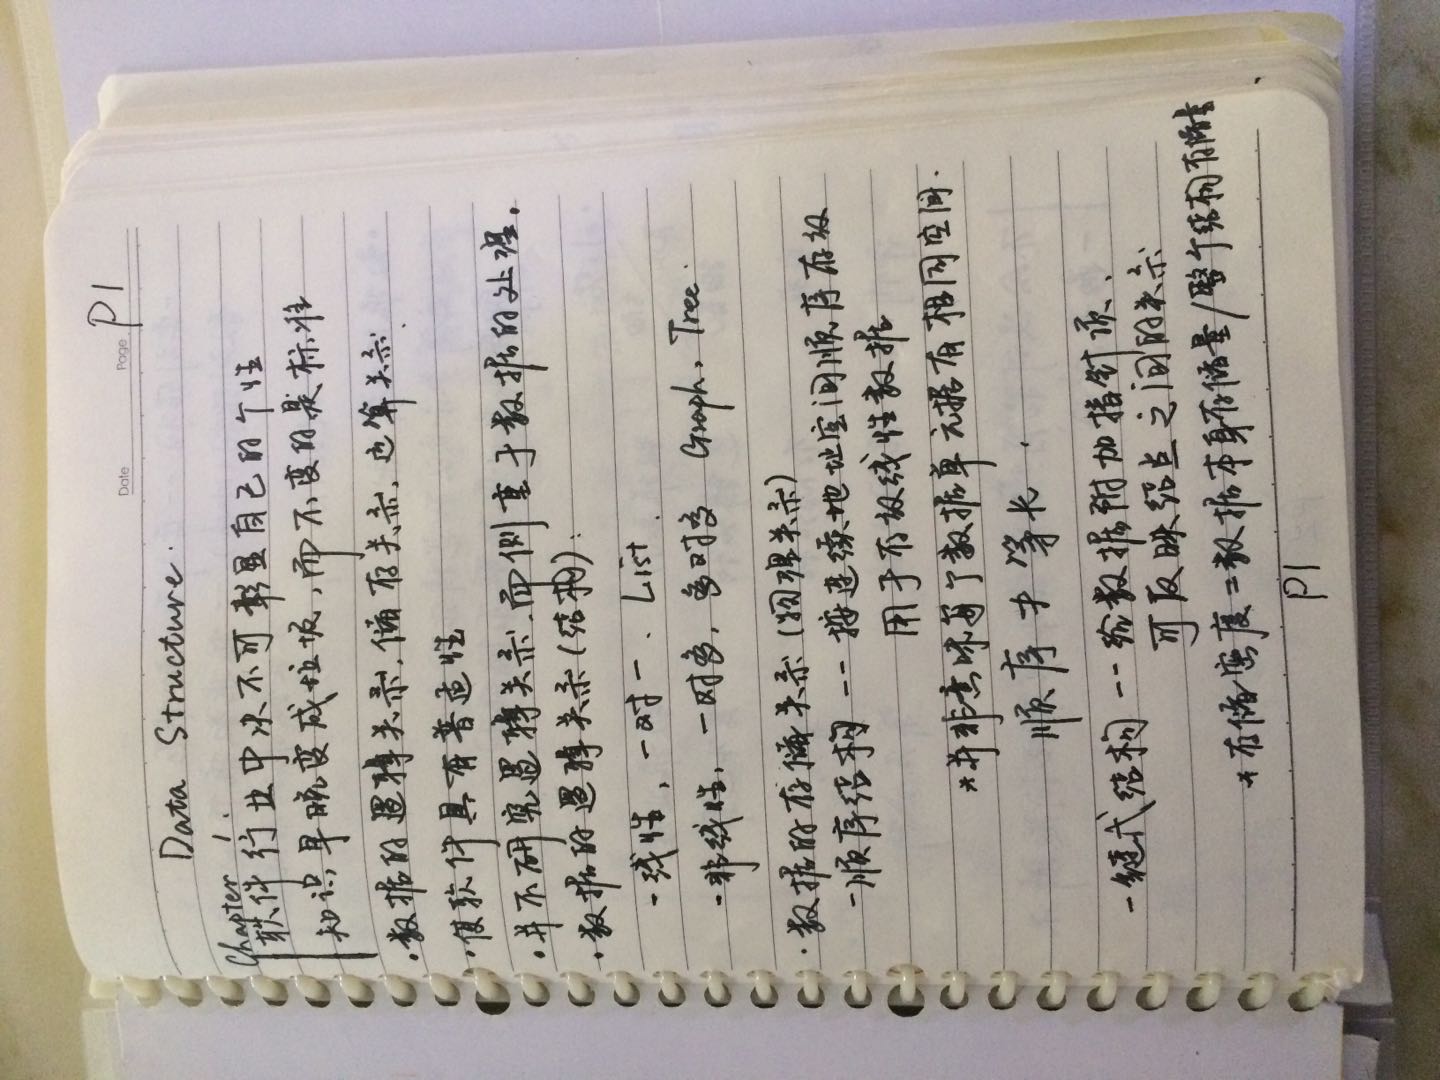 Date Page P1
Data Structure.
Chapter 1.
软件行业中决不可彰显自己的个性
知识早晚变成垃圾,而不变的是标准
·数据的逻辑关系,储存关系,运算关系
·使软件具有普适性
·并不研究逻辑关系,而侧重于数据的处理。
·数据的逻辑关系(结构):
-线性,一对一. List.
-非线性,一对多,多对多 Graph, Tree.
·数据的存储关系(物理关系)
-顺序结构 -- 按连续地址空间顺序存放
用于存放线性数据
*并非意味每个数据单元据有相同空间.
顺序≠等长.
-链式结构 -- 给数据附加指针项,
可反映结点之间的关系
*存储密度=数据本身存储量/整个结构存储量
P1